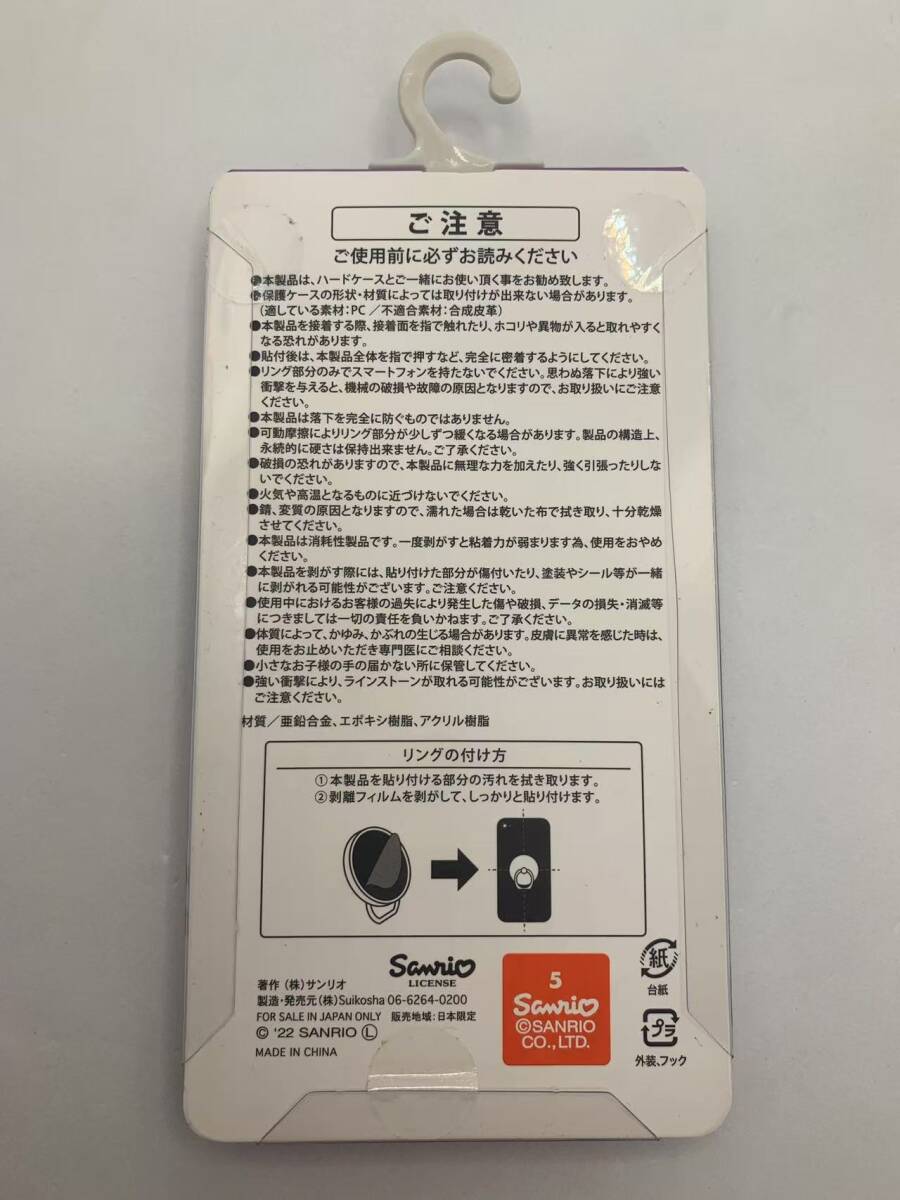 ご注意
ご使用前に必ずお読みください
●本製品は、ハードケースとご一緒にお使い頂く事をお勧め致します。
●保護ケースの形状・材質によっては取り付けが出来ない場合があります。
(適している素材:PC/不適合素材:合成皮革)
●本製品を接着する際、接着面を指で触れたり、ホコリや異物が入ると取れやすく
なる恐れがあります。
●貼付後は、本製品全体を指で押すなど、完全に密着するようにしてください。
●リング部分のみでスマートフォンを持たないでください。思わぬ落下により強い
衝撃を与えると、機械の破損や故障の原因となりますので、お取り扱いにご注意
ください。
●本製品は落下を完全に防ぐものではありません。
●可動摩擦によりリング部分が少しずつ緩くなる場合があります。製品の構造上、
永続的に硬さは保持出来ません。ご了承ください。
●破損の恐れがありますので、本製品に無理な力を加えたり、強く引張ったりしな
いでください。
●火気や高温となるものに近づけないでください。
●錆、変質の原因となりますので、濡れた場合は乾いた布で拭き取り、十分乾燥
させてください。
●本製品は消耗性製品です。一度剥がすと粘着力が弱まります為、使用をおやめ
ください。
●本製品を剥がす際には、貼り付けた部分が傷付いたり、塗装やシール等が一緒
に剥がれる可能性がございます。ご注意ください。
●使用中におけるお客様の過失により発生した傷や破損、データの損失・消滅等
につきましては一切の責任を負いかねます。ご了承ください。
●体質によって、かゆみ、かぶれの生じる場合があります。皮膚に異常を感じた時は、
使用をお止めいただき専門医にご相談ください。
●小さなお子様の手の届かない所に保管してください。
●強い衝撃により、ラインストーンが取れる可能性がございます。お取り扱いには
ご注意ください。
材質/亜鉛合金、エポキシ樹脂、アクリル樹脂
リングの付け方
①本製品を貼り付ける部分の汚れを拭き取ります。
②剥離フィルムを剥がして、しっかりと貼り付けます。
Sanrio
LICENSE
著作 (株)サンリオ
製造・発売元(株)Suikosha 06-6264-0200
FOR SALE IN JAPAN ONLY 販売地域:日本限定
© '22 SANRIO Ⓛ
MADE IN CHINA
5
Sanrio
©SANRIO
CO.,LTD.
紙
台紙
プラ
外装、フック